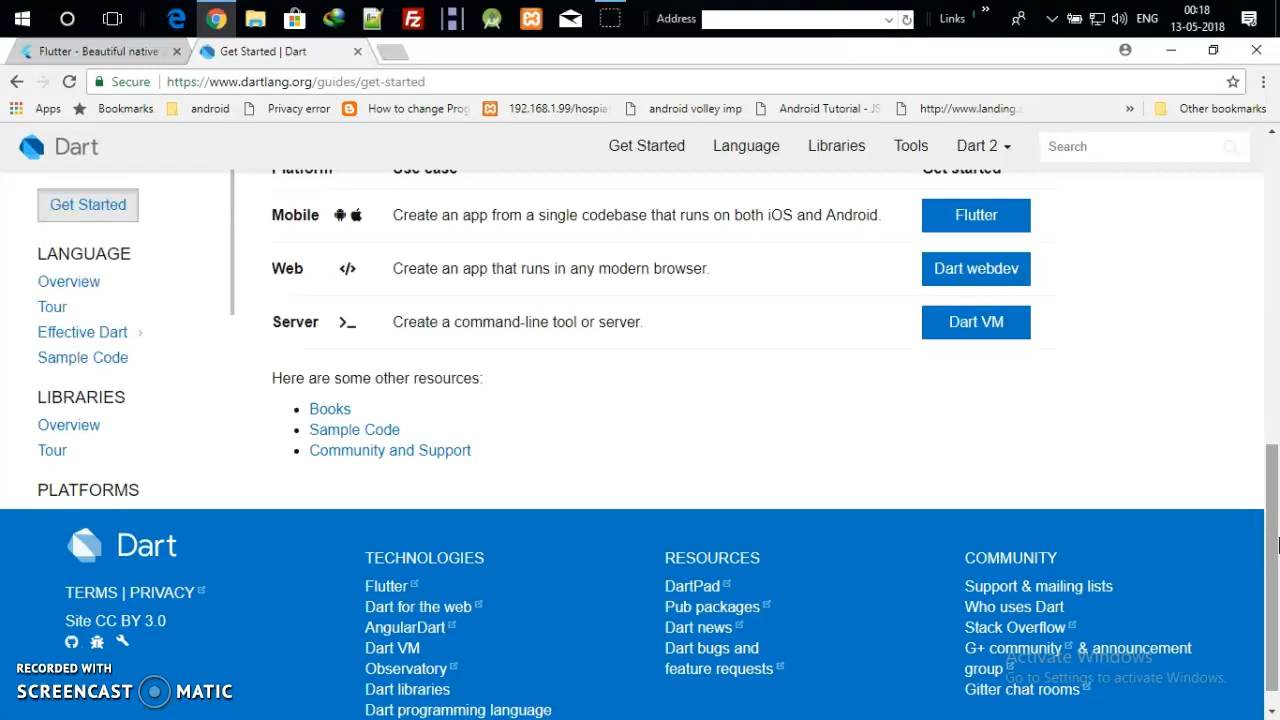 Address
Links
»
ENG
00:18
13-05-2018
Flutter - Beautiful native
Get Started | Dart
Secure
https://www.dartlang.org/guides/get-started
Apps
Bookmarks
android
Privacy error
How to change Prog
192.168.1.99/hospia
android volley imp
Android Tutorial - JS
http://www.landing.
»
Other bookmarks
Dart
Get Started
Language
Libraries
Tools
Dart 2
Search
Platform
Use case
Get started
Get Started
LANGUAGE
Overview
Tour
Effective Dart
Sample Code
LIBRARIES
Overview
Tour
PLATFORMS
Mobile
Create an app from a single codebase that runs on both iOS and Android.
Flutter
Web
</>
Create an app that runs in any modern browser.
Dart webdev
Server
>_
Create a command-line tool or server.
Dart VM
Here are some other resources:
• Books
• Sample Code
• Community and Support
Dart
TERMS | PRIVACY
Site CC BY 3.0
TECHNOLOGIES
Flutter
Dart for the web
AngularDart
Dart VM
Observatory
Dart libraries
Dart programming language
RESOURCES
DartPad
Pub packages
Dart news
Dart bugs and
feature requests
COMMUNITY
Support & mailing lists
Who uses Dart
Stack Overflow
G+ community & announcement
group
Gitter chat rooms
Activate Windows
Go to Settings to activate Windows.
RECORDED WITH
SCREENCAST MATIC